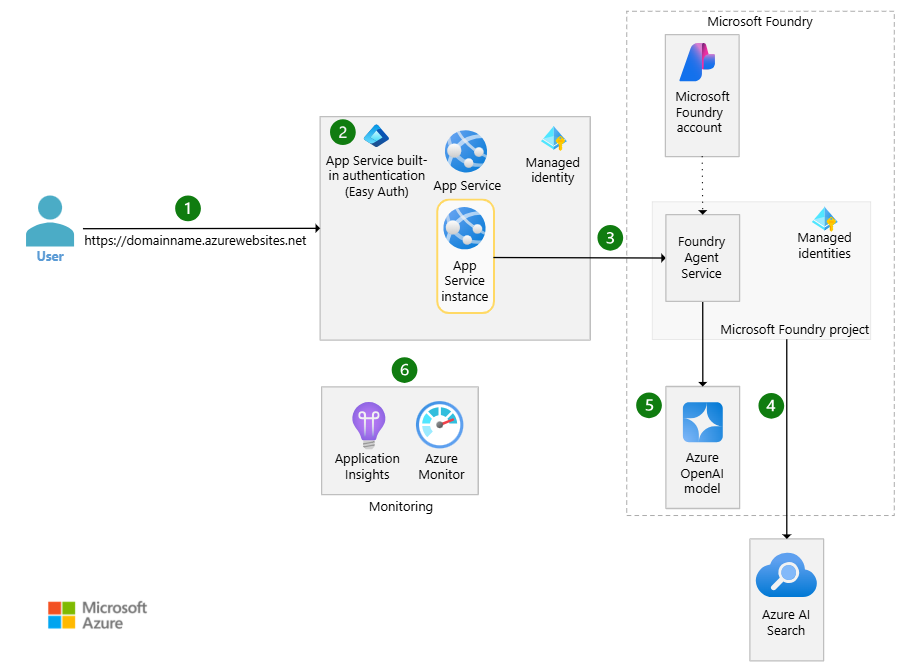 Microsoft Foundry
Microsoft
Foundry
account
2
App Service built-
in authentication
(Easy Auth)
App Service
Managed
identity
1
https://domainname.azurewebsites.net
User
App
Service
instance
3
Foundry
Agent
Service
Managed
identities
Microsoft Foundry project
6
Application
Insights
Azure
Monitor
Monitoring
5
Azure
OpenAI
model
4
Azure AI
Search
Microsoft
Azure